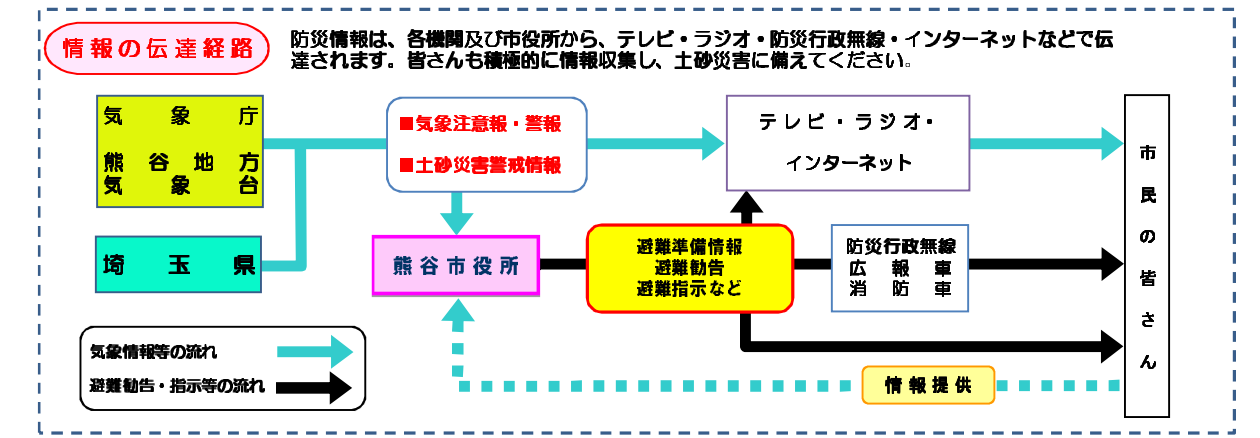 情報の伝達経路
防災情報は、各機関及び市役所から、テレビ・ラジオ・防災行政無線・インターネットなどで伝
達されます。皆さんも積極的に情報収集し、土砂災害に備えてください。
気象庁
熊谷地方
気象台
■気象注意報・警報
■土砂災害警戒情報
テレビ・ラジオ・
インターネット
市民の皆さん
埼玉県
熊谷市役所
避難準備情報
避難勧告
避難指示など
防災行政無線
広報車
消防車
気象情報等の流れ
避難勧告・指示等の流れ
情報提供